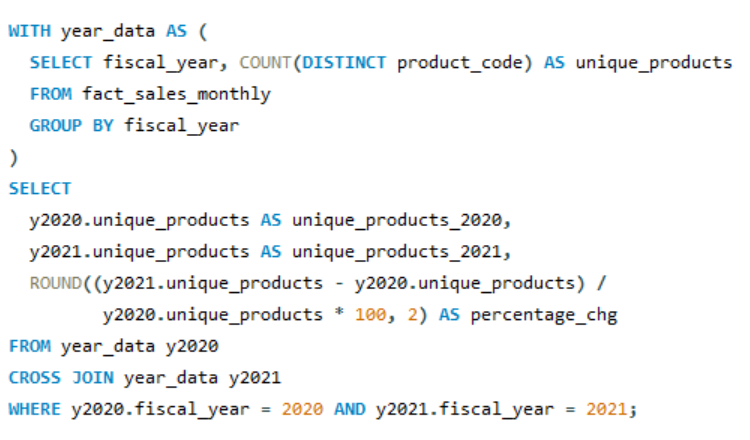 WITH year_data AS (
  SELECT fiscal_year, COUNT(DISTINCT product_code) AS unique_products
  FROM fact_sales_monthly
  GROUP BY fiscal_year
)
SELECT
  y2020.unique_products AS unique_products_2020,
  y2021.unique_products AS unique_products_2021,
  ROUND((y2021.unique_products - y2020.unique_products) /
         y2020.unique_products * 100, 2) AS percentage_chg
FROM year_data y2020
CROSS JOIN year_data y2021
WHERE y2020.fiscal_year = 2020 AND y2021.fiscal_year = 2021;